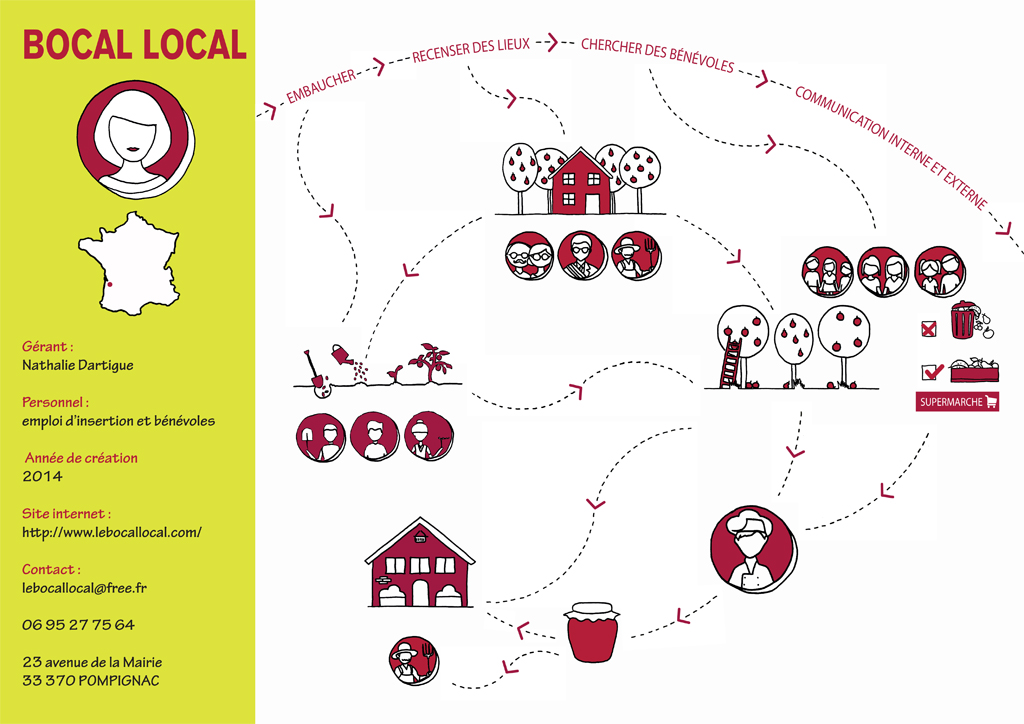 BOCAL LOCAL
Gérant :
Nathalie Dartigue
Personnel :
emploi d'insertion et bénévoles
Année de création
2014
Site internet :
http://www.lebocallocal.com/
Contact :
lebocallocal@free.fr
06 95 27 75 64
23 avenue de la Mairie
33 370 POMPIGNAC
EMBAUCHER
RECENSER DES LIEUX
CHERCHER DES BÉNÉVOLES
COMMUNICATION INTERNE ET EXTERNE
SUPERMARCHE